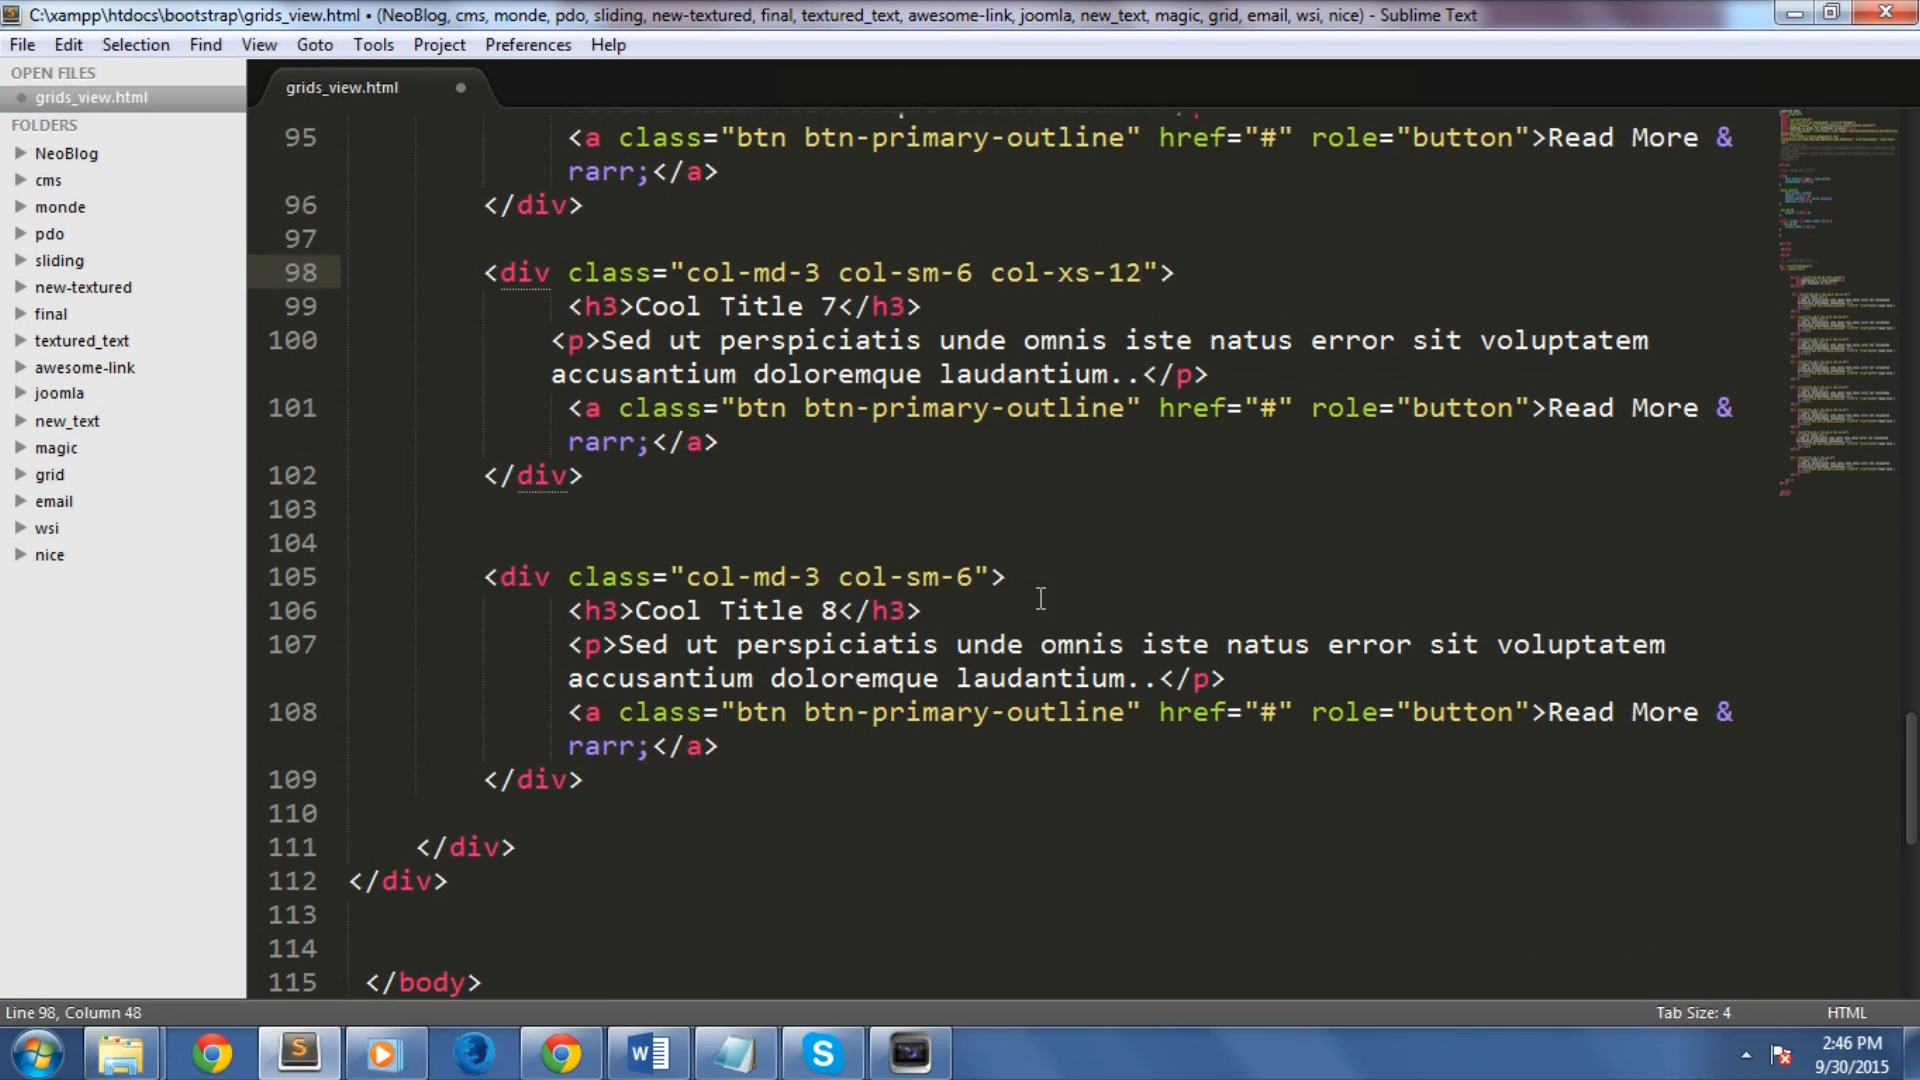 C:\xampp\htdocs\bootstrap\grids_view.html • (NeoBlog, cms, monde, pdo, sliding, new-textured, final, textured_text, awesome-link, joomla, new_text, magic, grid, email, wsi, nice) - Sublime Text
File Edit Selection Find View Goto Tools Project Preferences Help
OPEN FILES
grids_view.html
FOLDERS
NeoBlog
cms
monde
pdo
sliding
new-textured
final
textured_text
awesome-link
joomla
new_text
magic
grid
email
wsi
nice
grids_view.html
95 <a class="btn btn-primary-outline" href="#" role="button">Read More &
rarr;</a>
96 </div>
97
98 <div class="col-md-3 col-sm-6 col-xs-12">
99 <h3>Cool Title 7</h3>
100 <p>Sed ut perspiciatis unde omnis iste natus error sit voluptatem
accusantium doloremque laudantium..</p>
101 <a class="btn btn-primary-outline" href="#" role="button">Read More &
rarr;</a>
102 </div>
103
104
105 <div class="col-md-3 col-sm-6">
106 <h3>Cool Title 8</h3>
107 <p>Sed ut perspiciatis unde omnis iste natus error sit voluptatem
accusantium doloremque laudantium..</p>
108 <a class="btn btn-primary-outline" href="#" role="button">Read More &
rarr;</a>
109 </div>
110
111 </div>
112 </div>
113
114
115 </body>
Line 98, Column 48
Tab Size: 4
HTML
2:46 PM
9/30/2015